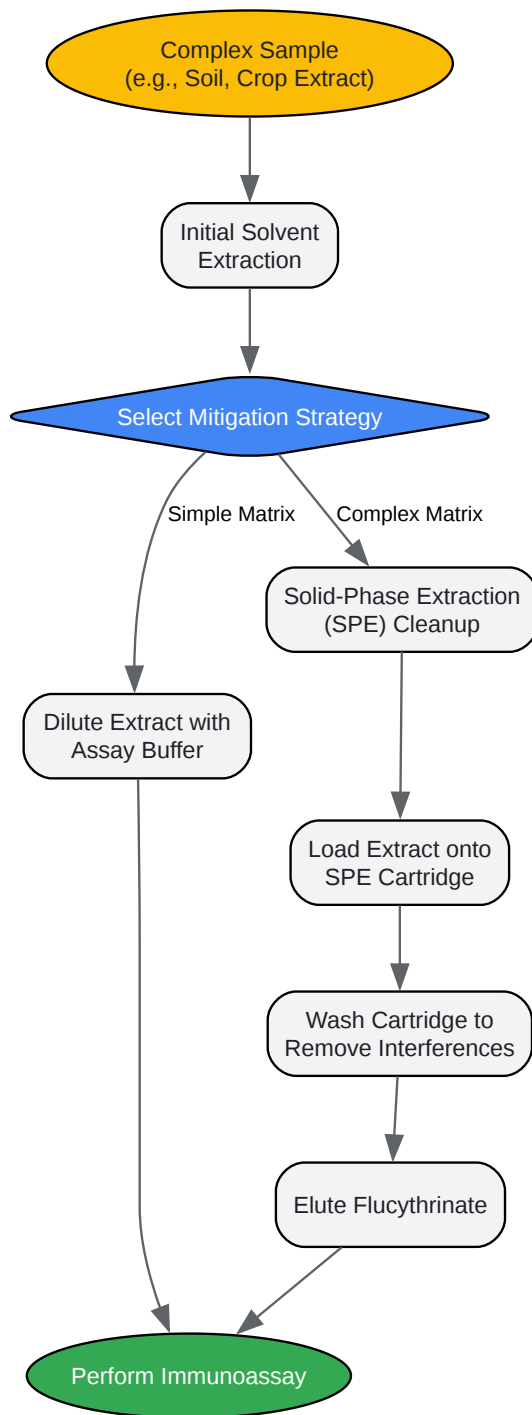 Complex Sample
(e.g., Soil, Crop Extract)
Initial Solvent
Extraction
Select Mitigation Strategy
Simple Matrix
Complex Matrix
Solid-Phase Extraction
(SPE) Cleanup
Dilute Extract with
Assay Buffer
Load Extract onto
SPE Cartridge
Wash Cartridge to
Remove Interferences
Elute Flucythrinate
Perform Immunoassay